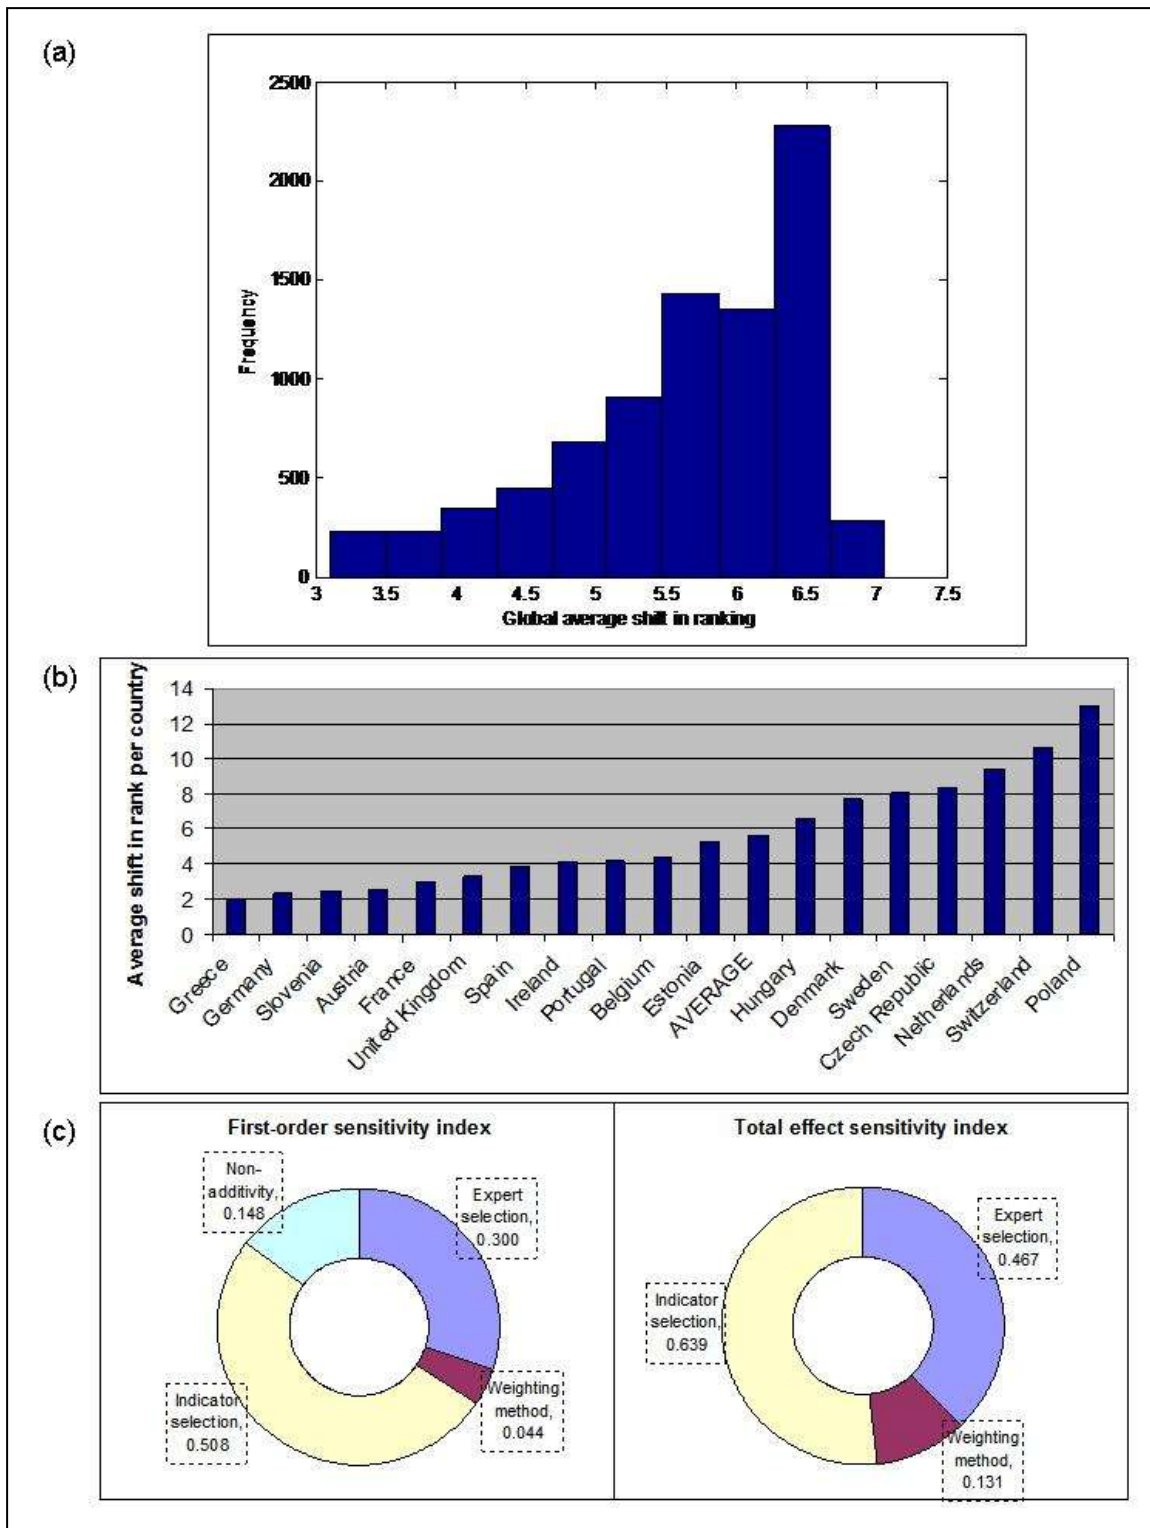 (a)
2500
2000
1500
1000
500
0
Frequency
3 3.5 4 4.5 5 5.5 6 6.5 7 7.5
Global average shift in ranking
(b)
Average shift in rank per country
14
12
10
8
6
4
2
0
Greece
Germany
Slovenia
Austria
France
United Kingdom
Spain
Ireland
Portugal
Belgium
Estonia
AVERAGE
Hungary
Denmark
Sweden
Czech Republic
Netherlands
Switzerland
Poland
(c)
First-order sensitivity index
Non-
additivity,
0.148
Expert
selection,
0.300
Indicator
selection,
0.508
Weighting
method,
0.044
Total effect sensitivity index
Expert
selection,
0.467
Indicator
selection,
0.639
Weighting
method,
0.131